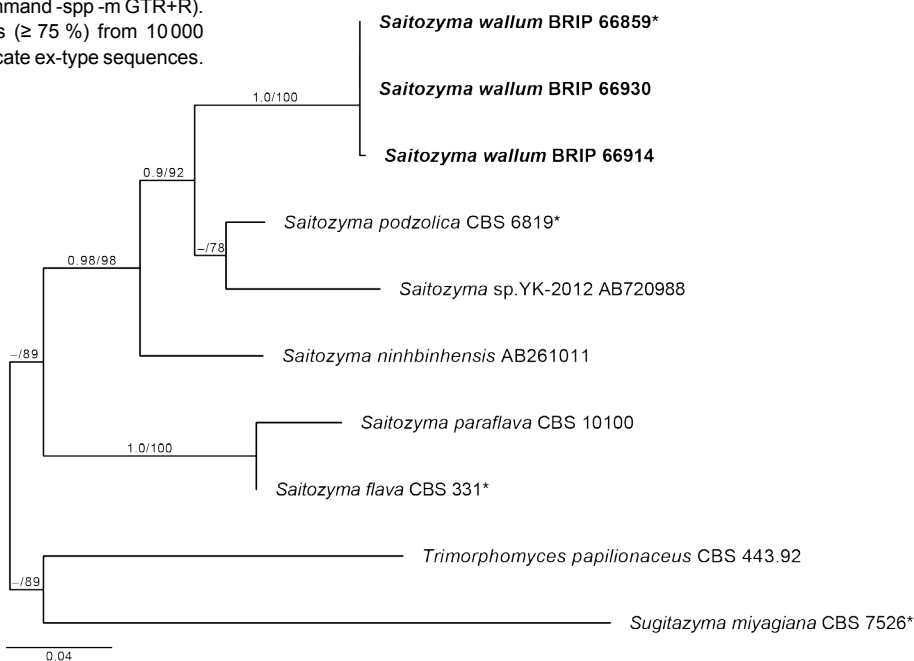 mmand -spp -m GTR+R).
s (≥ 75 %) from 10 000
cate ex-type sequences.
Saitozyma wallum BRIP 66859*
1.0/100
Saitozyma wallum BRIP 66930
Saitozyma wallum BRIP 66914
0.9/92
Saitozyma podzolica CBS 6819*
–/78
0.98/98
Saitozyma sp.YK-2012 AB720988
–/89
Saitozyma ninhbinhensis AB261011
Saitozyma paraflava CBS 10100
1.0/100
Saitozyma flava CBS 331*
Trimorphomyces papilionaceus CBS 443.92
–/89
Sugitazyma miyagiana CBS 7526*
0.04